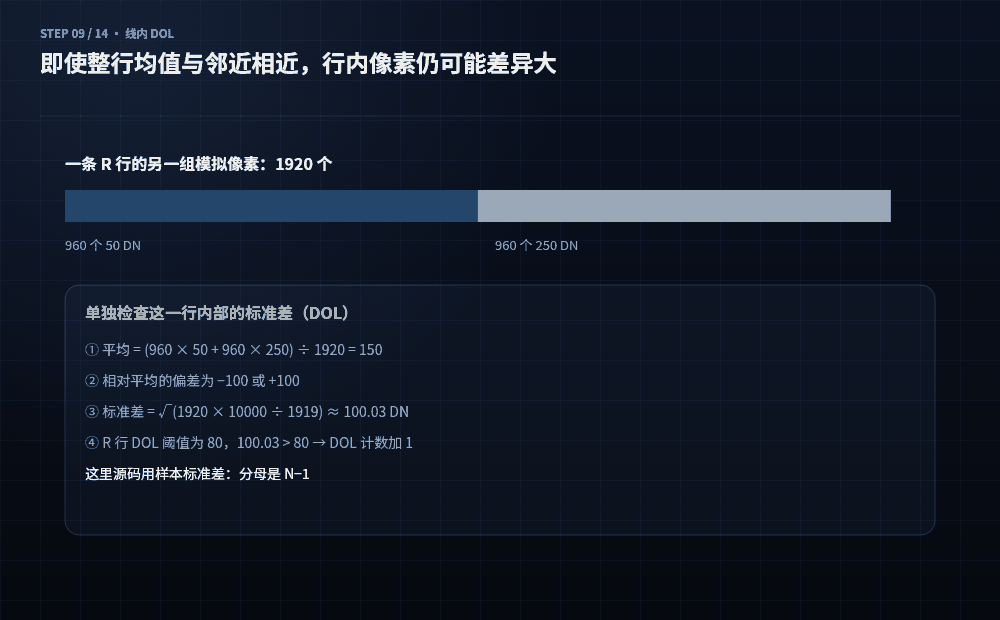 STEP 09 / 14 · 线内 DOL
即使整行均值与邻近相近，行内像素仍可能差异大
一条 R 行的另一组模拟像素：1920 个
960 个 50 DN
960 个 250 DN
单独检查这一行内部的标准差（DOL）
① 平均 = (960 × 50 + 960 × 250) ÷ 1920 = 150
② 相对平均的偏差为 −100 或 +100
③ 标准差 = √(1920 × 10000 ÷ 1919) ≈ 100.03 DN
④ R 行 DOL 阈值为 80，100.03 > 80 → DOL 计数加 1
这里源码用样本标准差：分母是 N−1